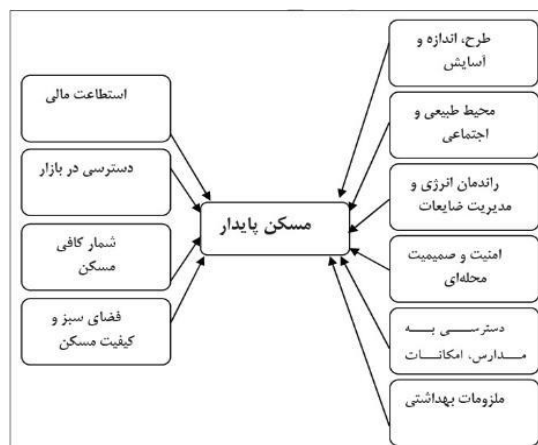 طرح، اندازه و
آسایش
محیط طبیعی و
اجتماعی
راندمان انرژی و
مدیریت ضایعات
امنیت و صمیمیت
محله‌ای
دسترسی به
مدارس، امکانات
ملزومات بهداشتی
مسکن پایدار
استطاعت مالی
دسترسی در بازار
شمار کافی
مسکن
فضای سبز و
کیفیت مسکن